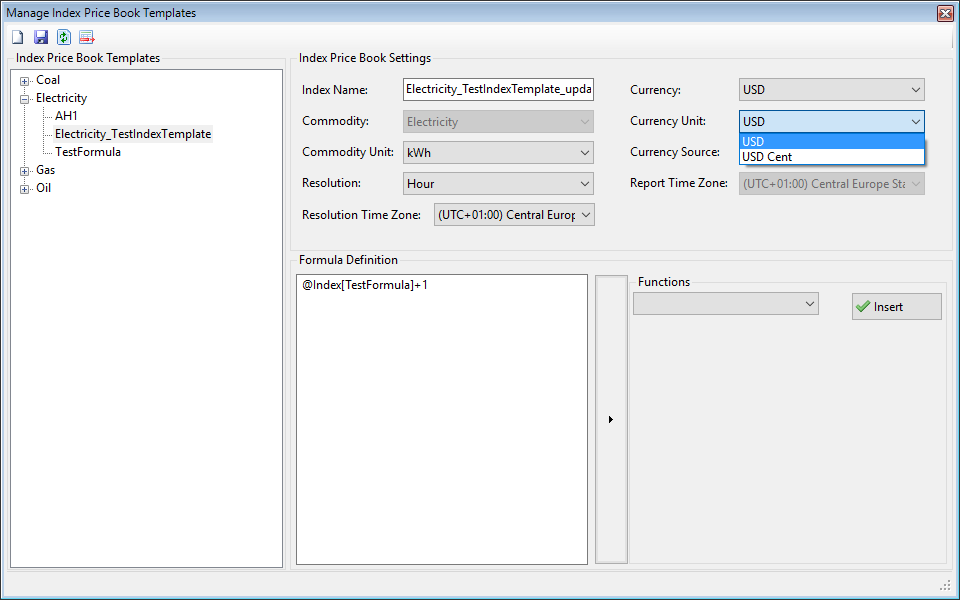 Manage Index Price Book Templates
Index Price Book Templates
Coal
Electricity
AH1
Electricity_TestIndexTemplate
TestFormula
Gas
Oil
Index Price Book Settings
Index Name: Electricity_TestIndexTemplate_upda
Commodity: Electricity
Commodity Unit: kWh
Resolution: Hour
Resolution Time Zone: (UTC+01:00) Central Europ
Currency: USD
Currency Unit: USD
USD
USD Cent
Currency Source:
Report Time Zone: (UTC+01:00) Central Europe Sta
Formula Definition
@Index[TestFormula]+1
Functions
Insert